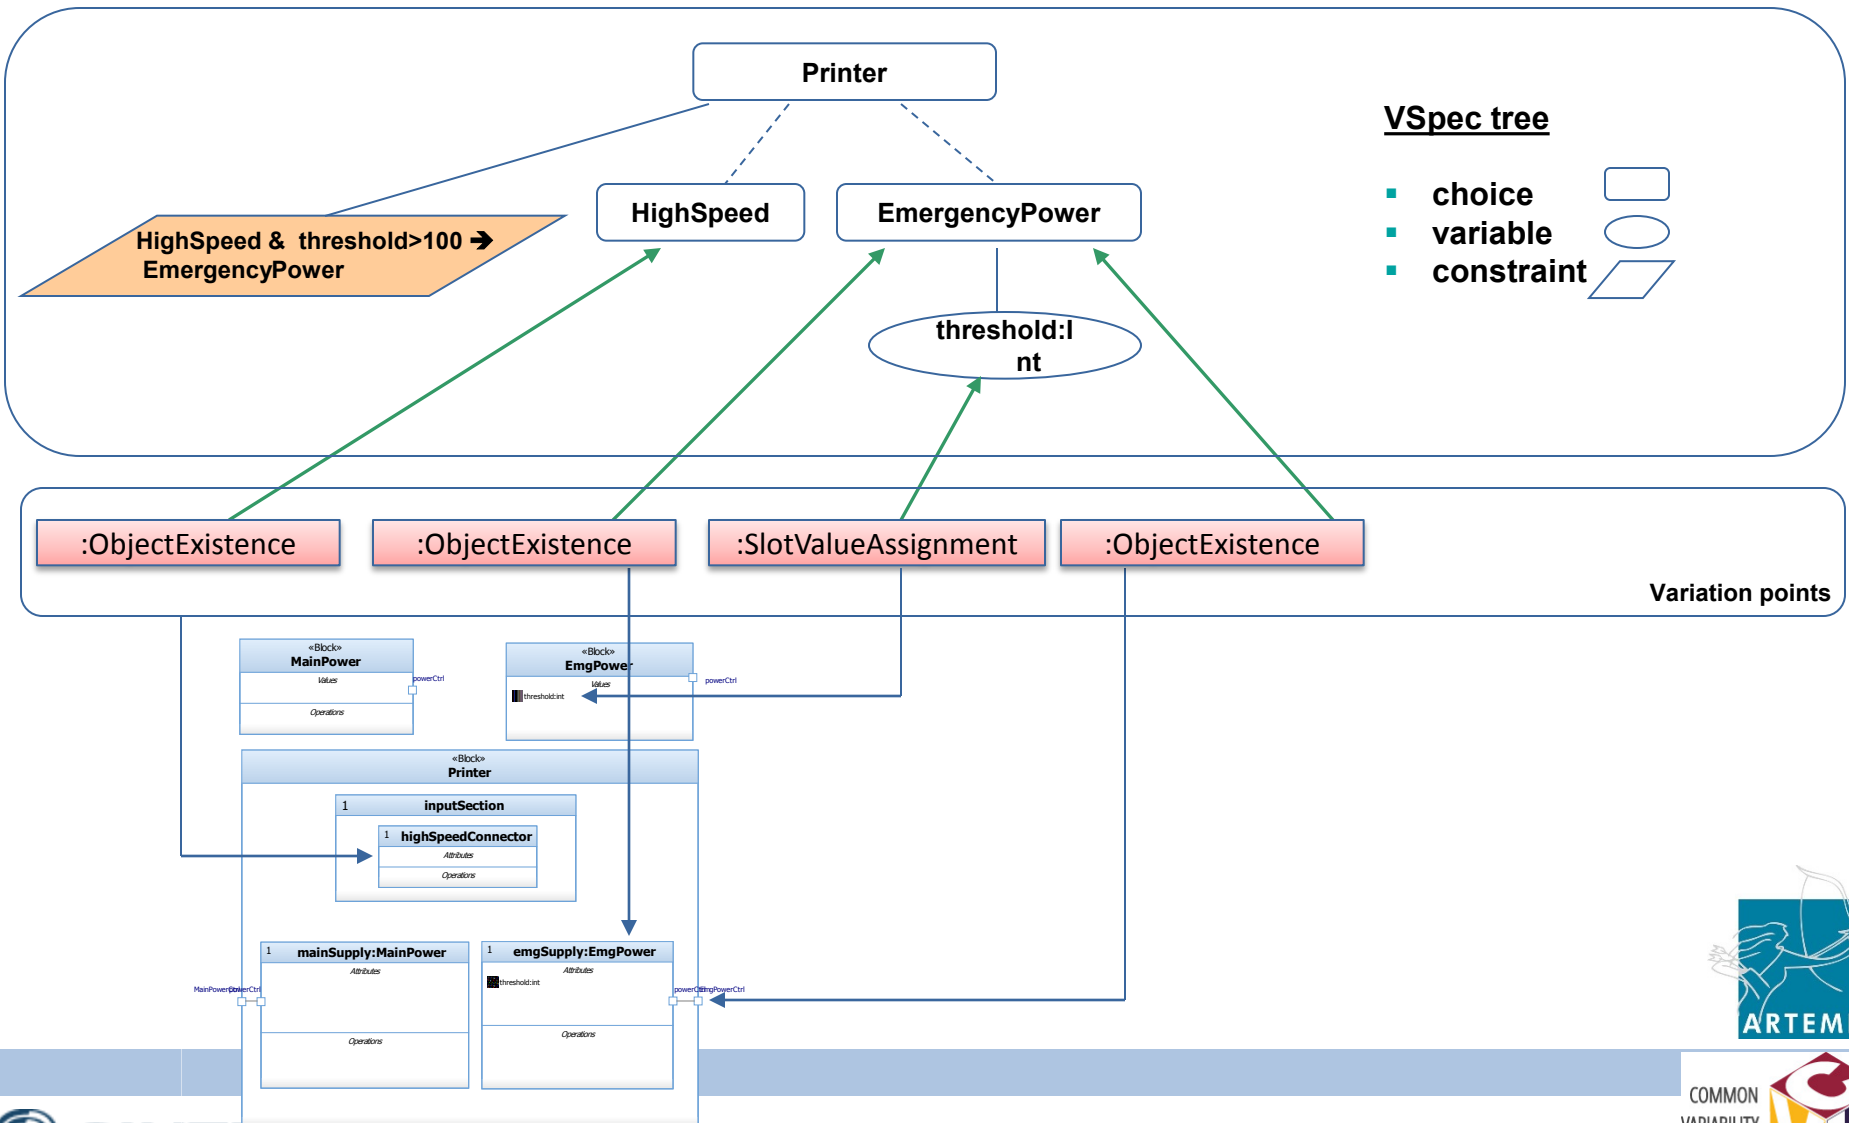 Printer
VSpec tree
choice
variable
constraint
HighSpeed
EmergencyPower
HighSpeed & threshold>100 ➔
EmergencyPower
threshold:I
nt
:ObjectExistence
:ObjectExistence
:SlotValueAssignment
:ObjectExistence
Variation points
«Block»
MainPower
Values
Operations
powerCtrl
«Block»
EmgPower
Values
threshold:int
powerCtrl
«Block»
Printer
1 inputSection
1 highSpeedConnector
Attributes
Operations
1 mainSupply:MainPower
Attributes
Operations
1 emgSupply:EmgPower
Attributes
threshold:int
Operations
ARTEM
COMMON
VARIABILITY